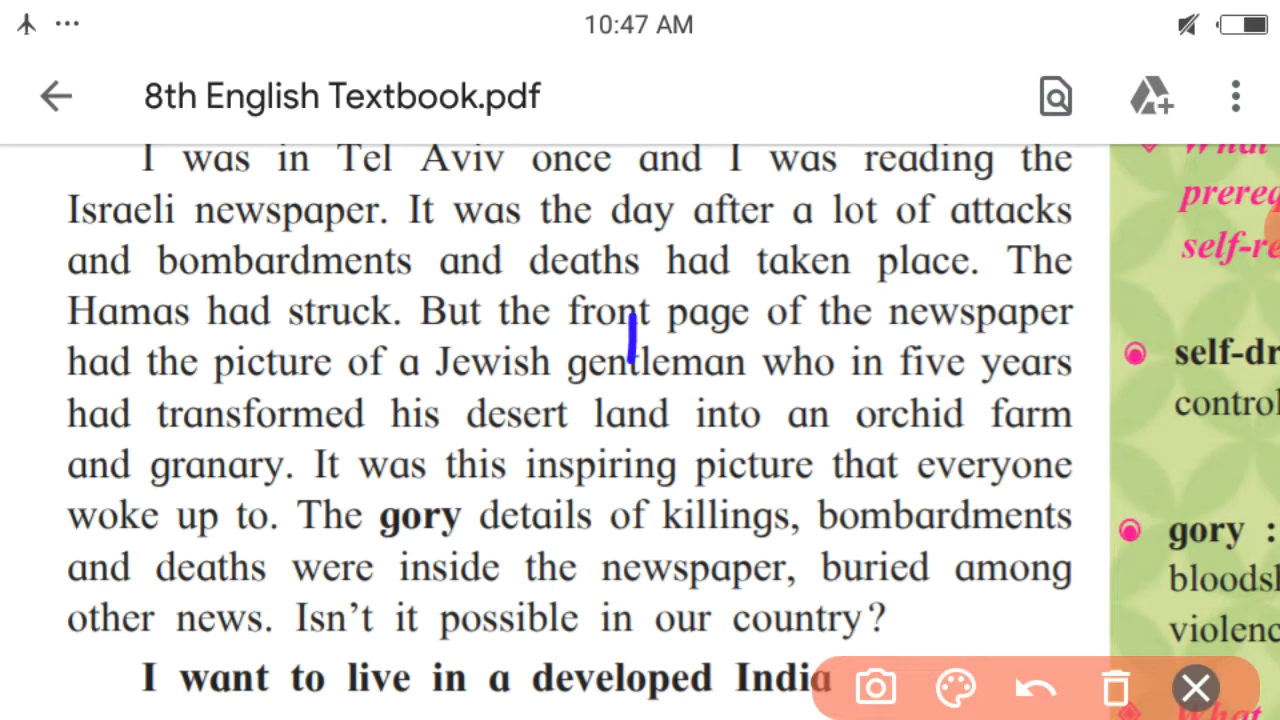 10:47 AM
8th English Textbook.pdf
I was in Tel Aviv once and I was reading the
Israeli newspaper. It was the day after a lot of attacks
and bombardments and deaths had taken place. The
Hamas had struck. But the front page of the newspaper
had the picture of a Jewish gentleman who in five years
had transformed his desert land into an orchid farm
and granary. It was this inspiring picture that everyone
woke up to. The gory details of killings, bombardments
and deaths were inside the newspaper, buried among
other news. Isn't it possible in our country?
I want to live in a developed India
What
gory :
What